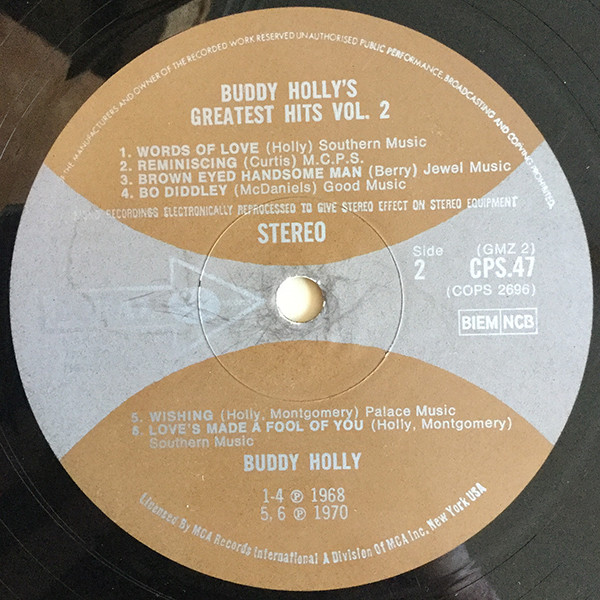 THE MANUFACTURERS AND OWNER OF THE RECORDED WORK RESERVED UNAUTHORISED PUBLIC PERFORMANCE, BROADCASTING AND COPYING PROHIBITED.
BUDDY HOLLY'S
GREATEST HITS VOL. 2
1. WORDS OF LOVE (Holly) Southern Music
2. REMINISCING (Curtis) M.C.P.S.
3. BROWN EYED HANDSOME MAN (Berry) Jewel Music
4. BO DIDDLEY (McDaniels) Good Music
MONO RECORDINGS ELECTRONICALLY REPROCESSED TO GIVE STEREO EFFECT ON STEREO EQUIPMENT
STEREO
Side (GMZ 2)
2 CPS.47
(COPS 2696)
BIEM NCB
5. WISHING (Holly, Montgomery) Palace Music
6. LOVE'S MADE A FOOL OF YOU (Holly, Montgomery)
Southern Music
BUDDY HOLLY
1-4 ℗ 1968
5, 6 ℗ 1970
Licensed By MCA Records International A Division Of MCA Inc. New York USA